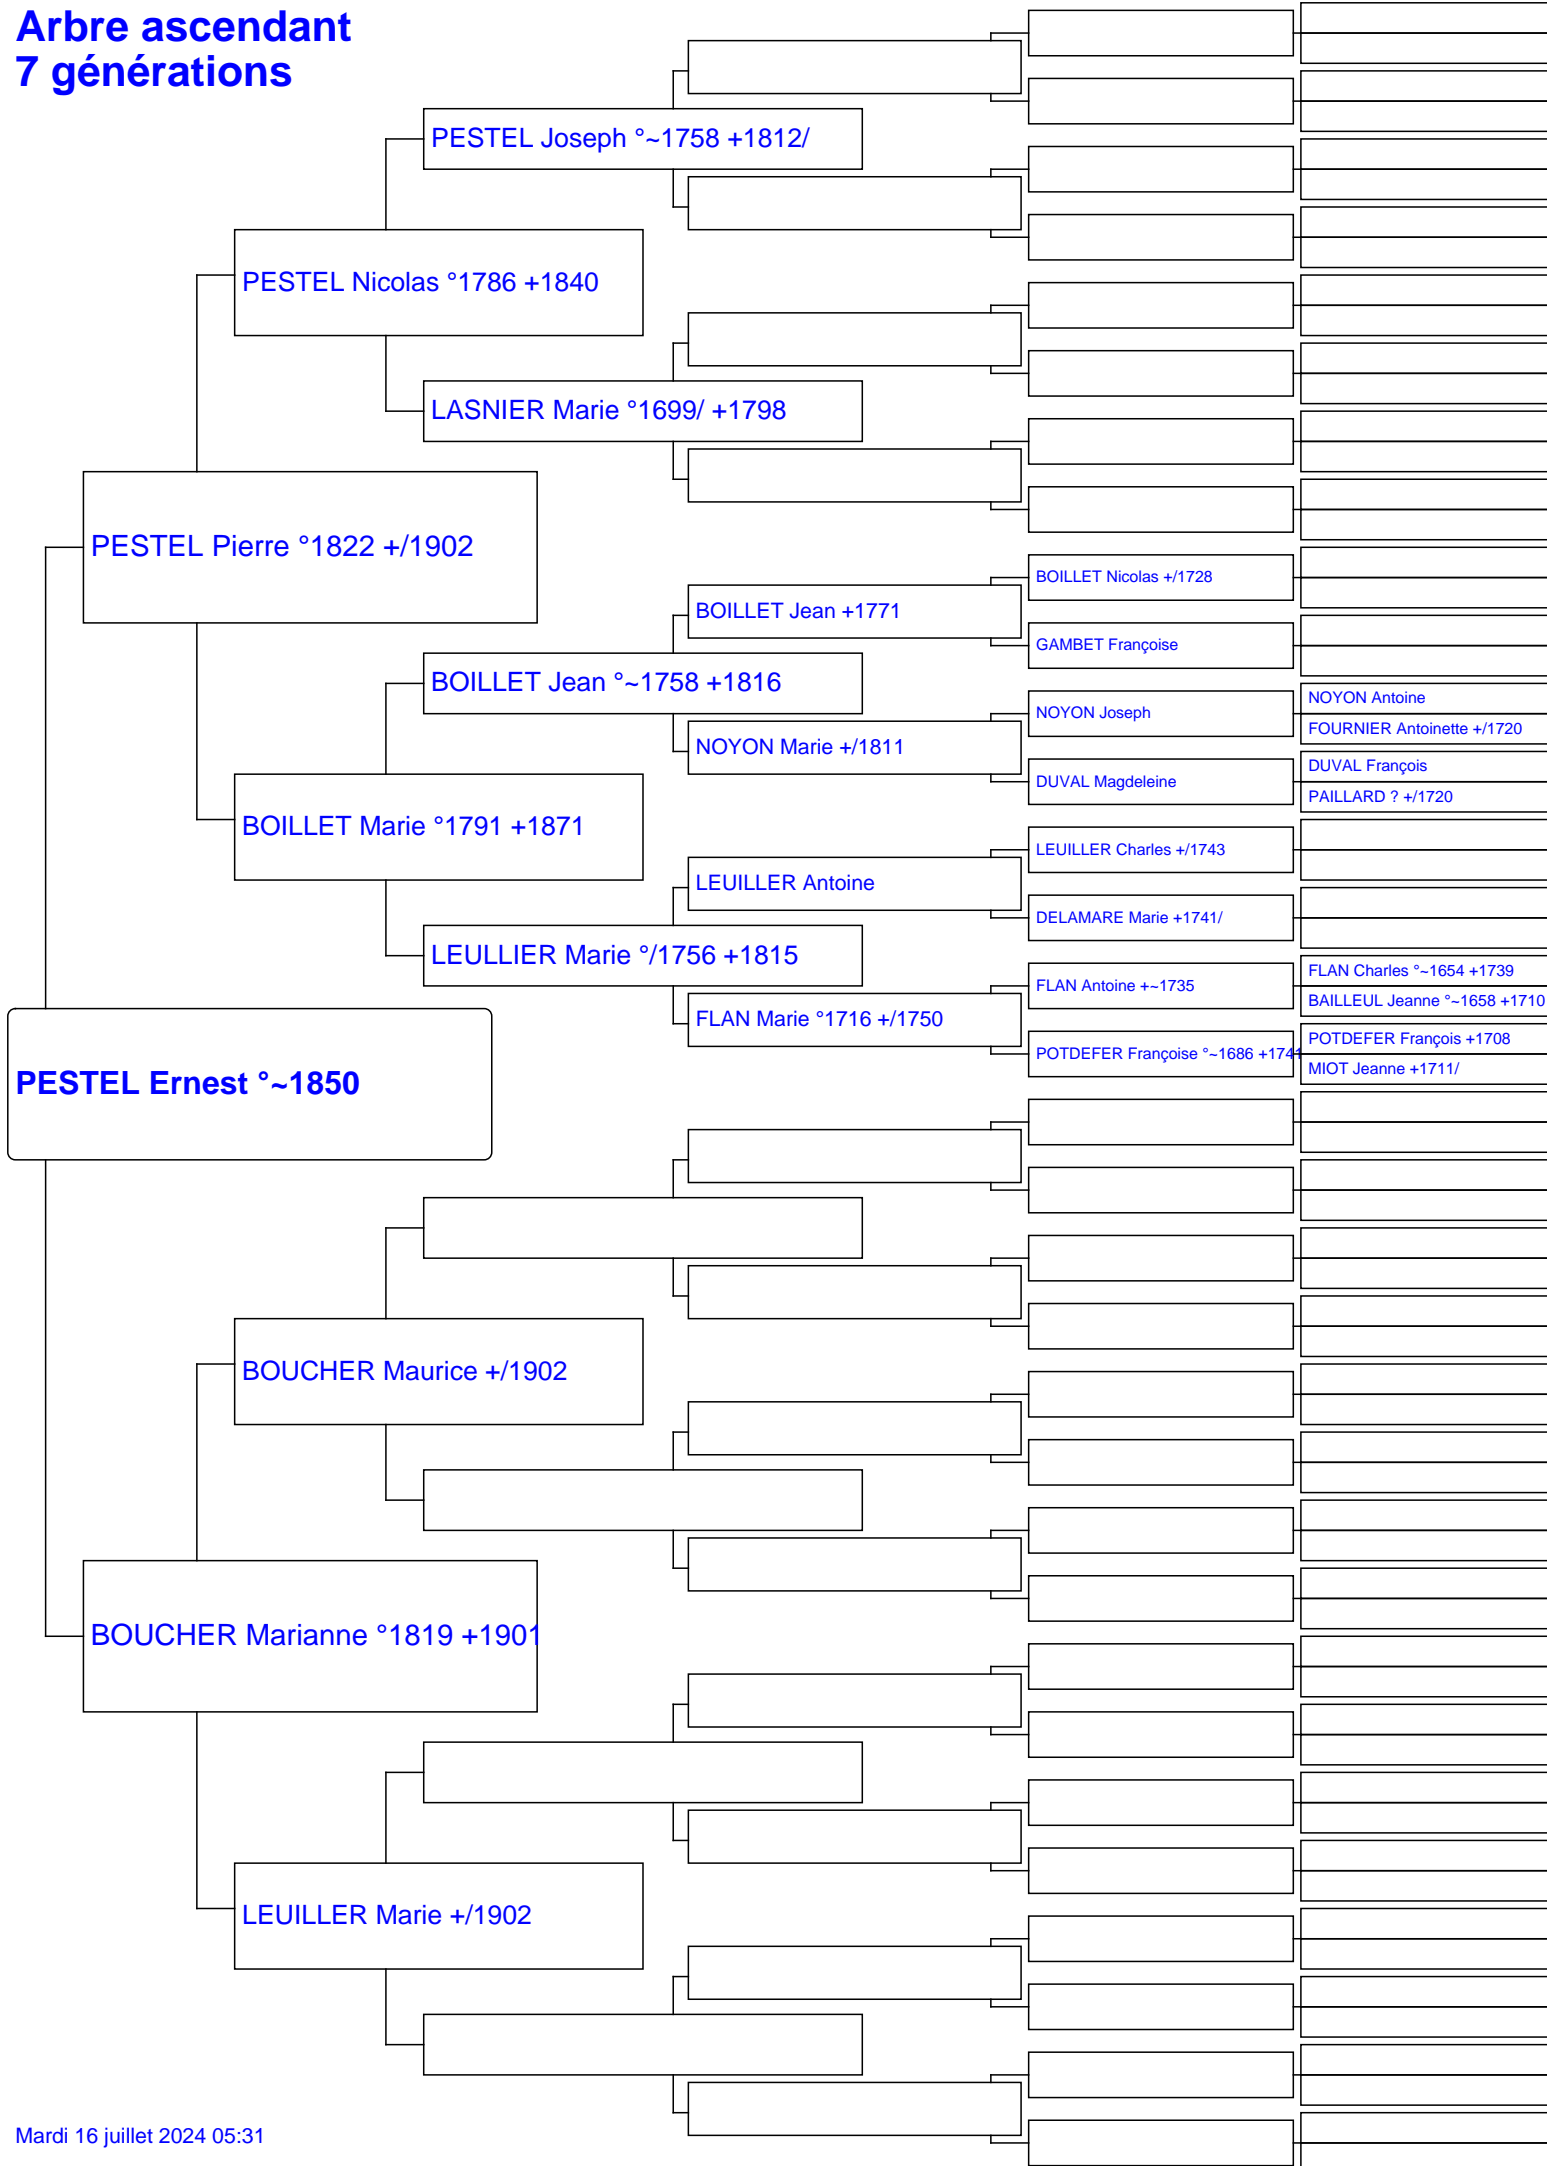 Arbre ascendant
7 générations
PESTEL Joseph °~1758 +1812/
PESTEL Nicolas °1786 +1840
LASNIER Marie °1699/ +1798
PESTEL Pierre °1822 +/1902
BOILLET Nicolas +/1728
BOILLET Jean +1771
GAMBET Françoise
BOILLET Jean °~1758 +1816
NOYON Antoine
NOYON Joseph
FOURNIER Antoinette +/1720
NOYON Marie +/1811
DUVAL François
DUVAL Magdeleine
PAILLARD ? +/1720
BOILLET Marie °1791 +1871
LEUILLER Charles +/1743
LEUILLER Antoine
DELAMARE Marie +1741/
LEULLIER Marie °/1756 +1815
FLAN Charles °~1654 +1739
FLAN Antoine +~1735
BAILLEUL Jeanne °~1658 +1710
FLAN Marie °1716 +/1750
POTDEFER François +1708
POTDEFER Françoise °~1686 +1741
MIOT Jeanne +1711/
PESTEL Ernest °~1850
BOUCHER Maurice +/1902
BOUCHER Marianne °1819 +1901
LEUILLER Marie +/1902
Mardi 16 juillet 2024 05:31